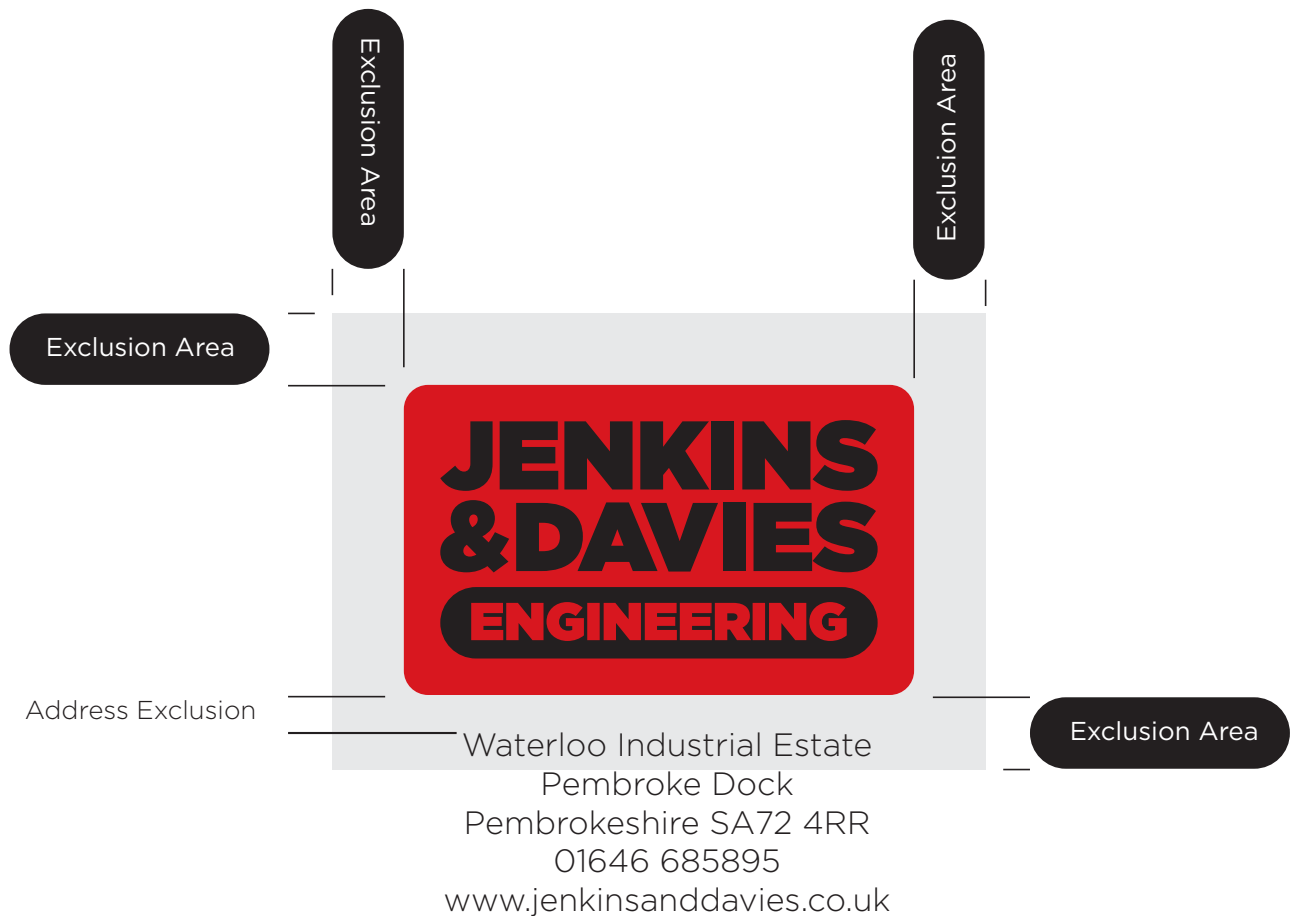 Exclusion Area
Exclusion Area
Exclusion Area
JENKINS
&DAVIES
ENGINEERING
Address Exclusion
Exclusion Area
Waterloo Industrial Estate
Pembroke Dock
Pembrokeshire SA72 4RR
01646 685895
www.jenkinsanddavies.co.uk